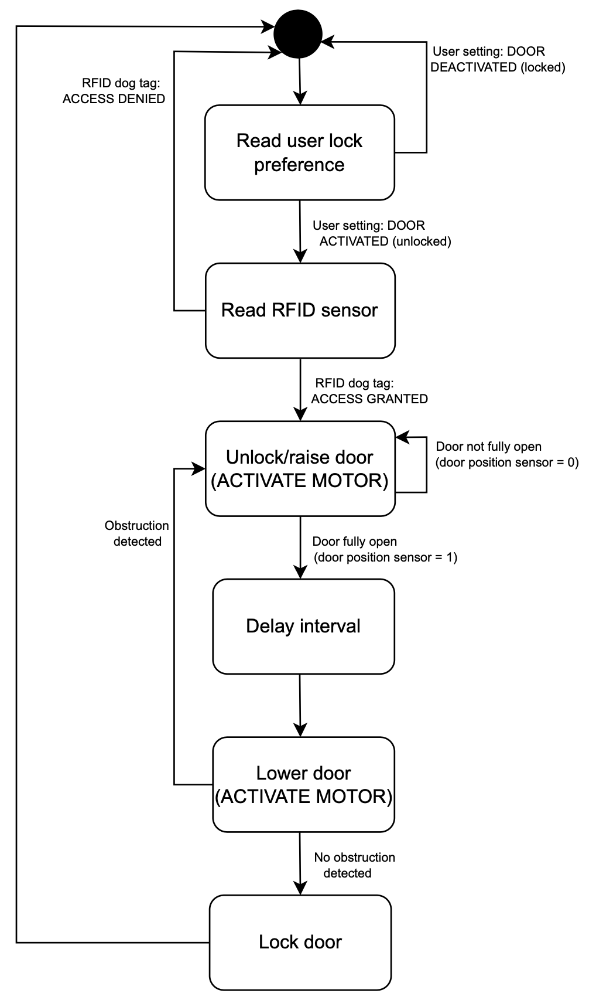 User setting: DOOR
DEACTIVATED (locked)
RFID dog tag:
ACCESS DENIED
Read user lock
preference
User setting: DOOR
ACTIVATED (unlocked)
Read RFID sensor
RFID dog tag:
ACCESS GRANTED
Unlock/raise door
(ACTIVATE MOTOR)
Door not fully open
(door position sensor = 0)
Obstruction
detected
Door fully open
(door position sensor = 1)
Delay interval
Lower door
(ACTIVATE MOTOR)
No obstruction
detected
Lock door